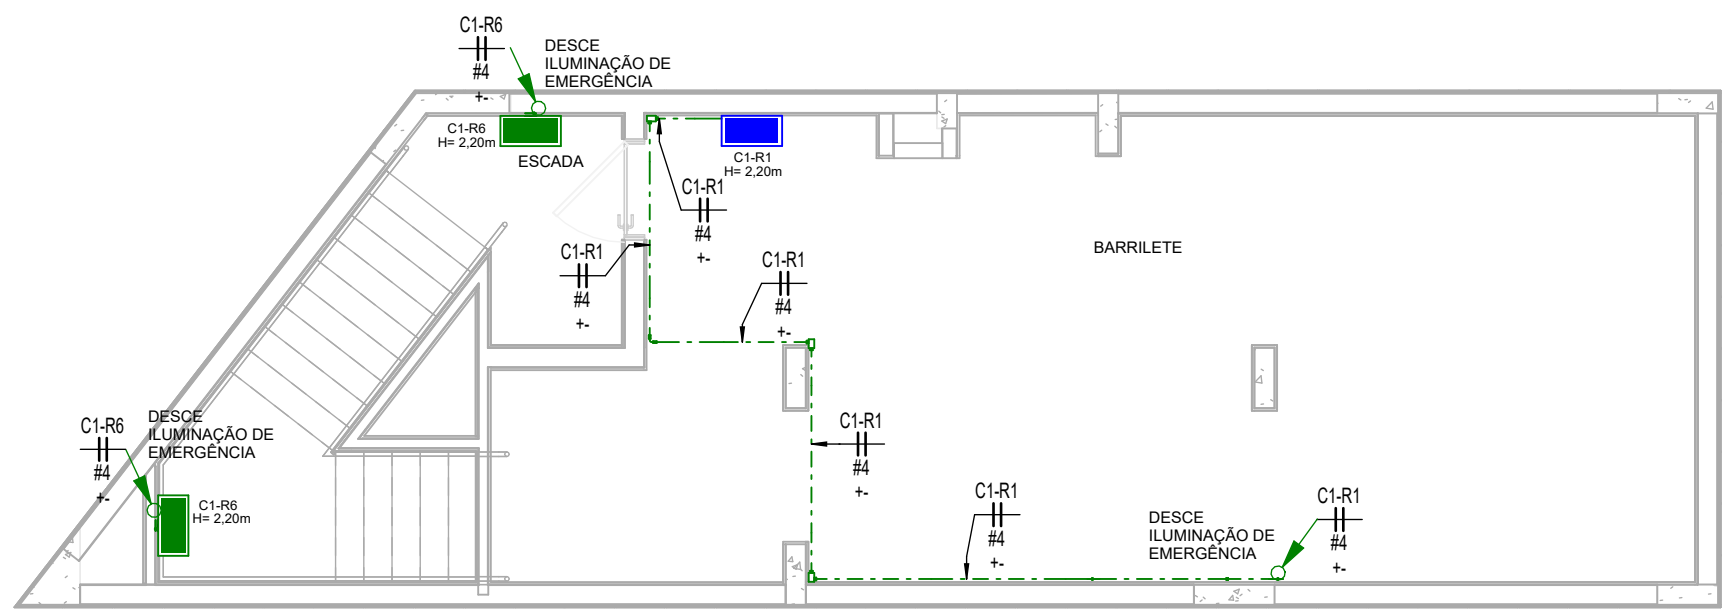 C1-R6
#4
+-
DESCE
ILUMINAÇÃO DE
EMERGÊNCIA
C1-R6
H= 2,20m
ESCADA
C1-R1
H= 2,20m
C1-R1
#4
+-
C1-R1
#4
+-
C1-R1
#4
+-
BARRILETE
C1-R6
#4
+-
DESCE
ILUMINAÇÃO DE
EMERGÊNCIA
C1-R6
H= 2,20m
C1-R1
#4
+-
C1-R1
#4
+-
DESCE
ILUMINAÇÃO DE
EMERGÊNCIA
C1-R1
#4
+-